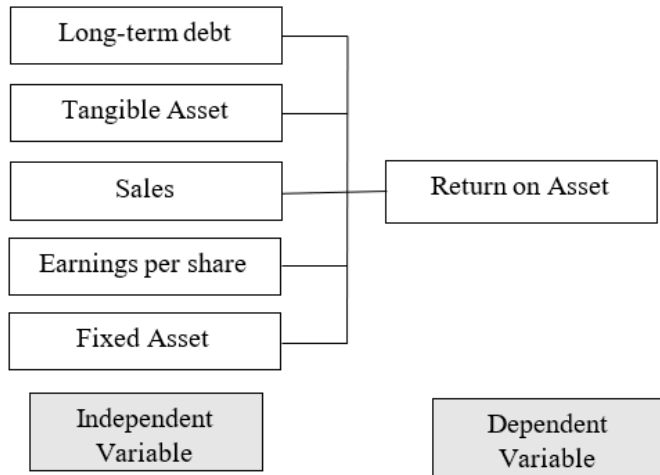 Long-term debt
Tangible Asset
Sales
Return on Asset
Earnings per share
Fixed Asset
Independent
Variable
Dependent
Variable